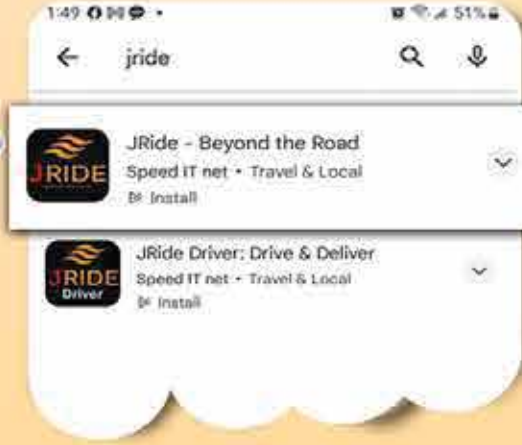 1:49
51%
jride
JRIDE
JRide - Beyond the Road
Speed IT net • Travel & Local
Install
JRIDE
Driver
JRide Driver: Drive & Deliver
Speed IT net • Travel & Local
Install